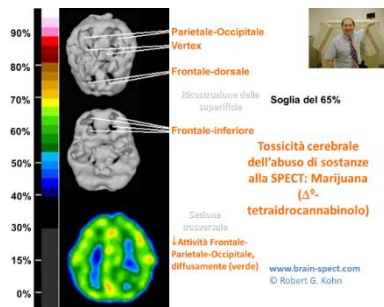 90%
80%
70%
60%
50%
40%
30%
15%
0%
Parietale-Occipitale
Vertex
Frontale-dorsale
Ricostruzione della
superificie
Soglia del 65%
Frontale-inferiore
Tossicità cerebrale
dell'abuso di sostanze
alla SPECT: Marijuana
(Δ⁹-
tetraidrocannabinolo)
Sezione
trasversale
↓Attività Frontale-
Parietale-Occipitale,
diffusamente (verde)
www.brain-spect.com
© Robert G. Kohn